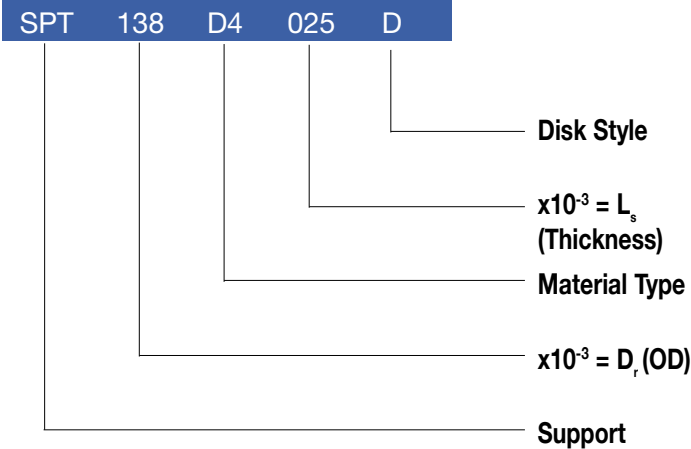 SPT 138 D4 025 D
Disk Style
x10⁻³ = Lₛ
(Thickness)
Material Type
x10⁻³ = Dᵣ (OD)
Support